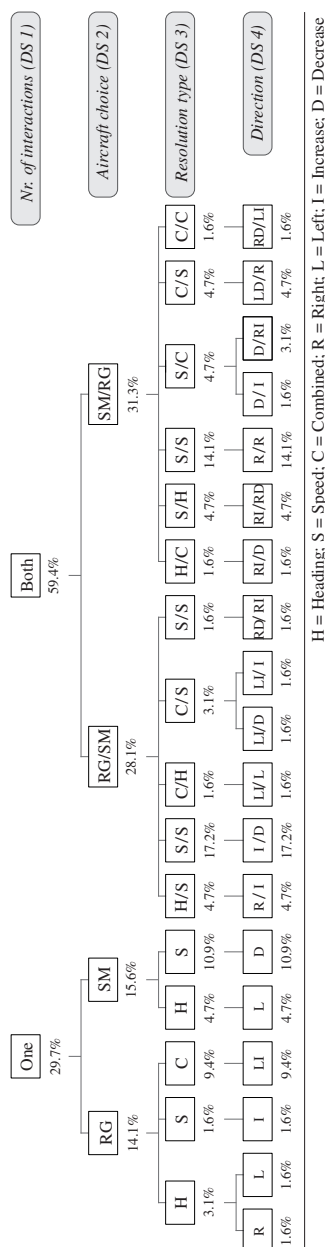 Nr. of interactions (DS 1)
One
29.7%
Both
59.4%
Aircraft choice (DS 2)
RG
14.1%
SM
15.6%
RG/SM
28.1%
SM/RG
31.3%
Resolution type (DS 3)
H
3.1%
S
1.6%
C
9.4%
H
4.7%
S
10.9%
H/S
4.7%
S/S
17.2%
C/H
1.6%
C/S
3.1%
S/S
1.6%
H/C
1.6%
S/H
4.7%
S/S
14.1%
S/C
4.7%
C/S
4.7%
C/C
1.6%
Direction (DS 4)
R
1.6%
L
1.6%
I
1.6%
LI
9.4%
L
4.7%
D
10.9%
R/I
4.7%
I/D
17.2%
LI/L
1.6%
LI/D
1.6%
LI/I
1.6%
RD/RI
1.6%
RI/D
1.6%
RI/RD
4.7%
R/R
14.1%
D/I
1.6%
D/RI
3.1%
LD/R
4.7%
RD/LI
1.6%
H = Heading; S = Speed; C = Combined; R = Right; L = Left; I = Increase; D = Decrease